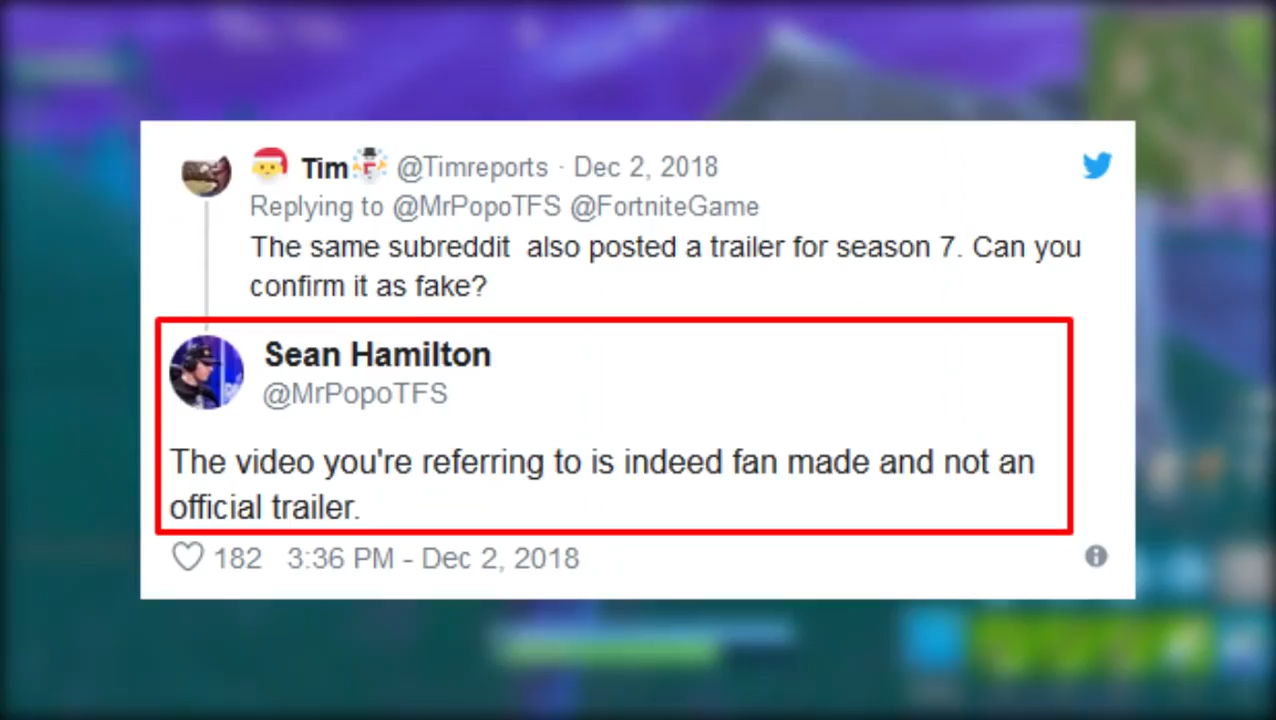 🎅 Tim⛄ @Timreports · Dec 2, 2018
Replying to @MrPopoTFS @FortniteGame
The same subreddit also posted a trailer for season 7. Can you
confirm it as fake?
Sean Hamilton
@MrPopoTFS
The video you're referring to is indeed fan made and not an
official trailer.
182 3:36 PM - Dec 2, 2018